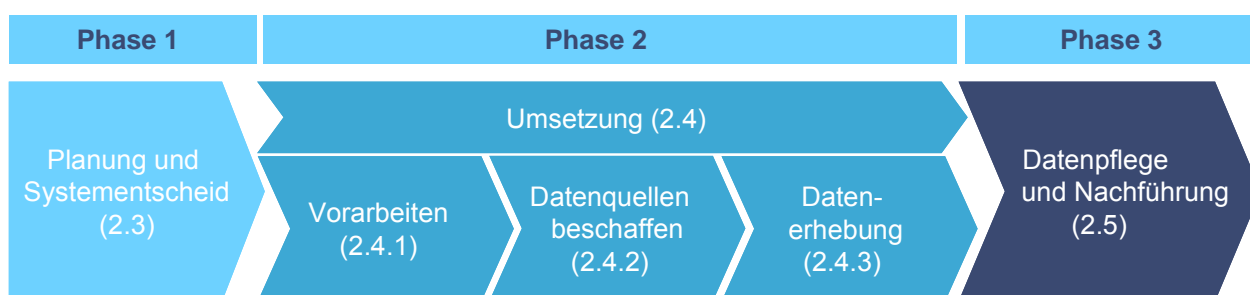 Phase 1
Phase 2
Phase 3
Planung und
Systementscheid
(2.3)
Umsetzung (2.4)
Vorarbeiten
(2.4.1)
Datenquellen
beschaffen
(2.4.2)
Daten-
erhebung
(2.4.3)
Datenpflege
und Nachführung
(2.5)